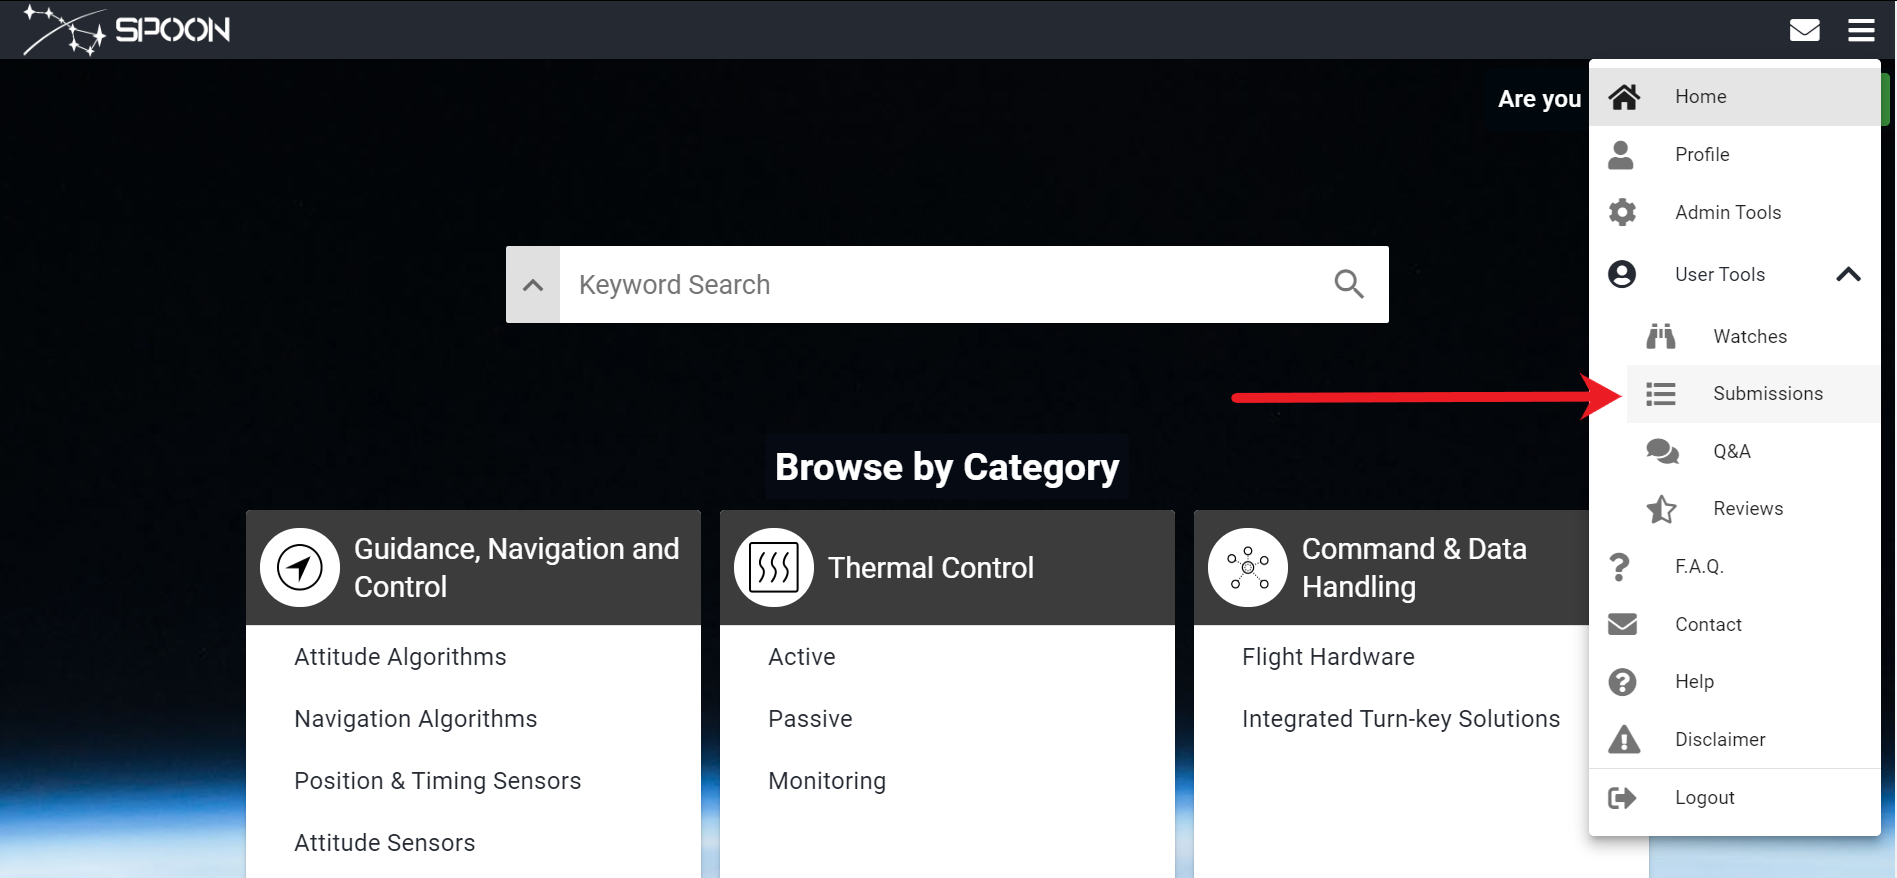 SPOON
Are you
Home
Profile
Admin Tools
User Tools
Watches
Submissions
Q&A
Reviews
F.A.Q.
Contact
Help
Disclaimer
Logout
Keyword Search
Browse by Category
Guidance, Navigation and
Control
Attitude Algorithms
Navigation Algorithms
Position & Timing Sensors
Attitude Sensors
Thermal Control
Active
Passive
Monitoring
Command & Data
Handling
Flight Hardware
Integrated Turn-key Solutions